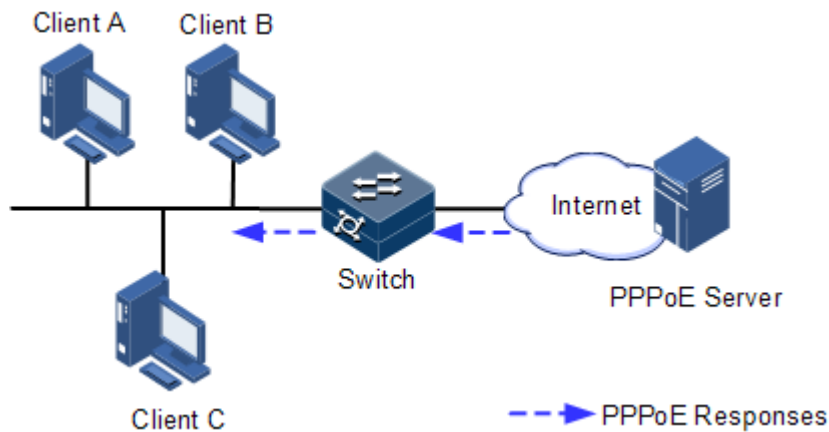 Client A
Client B
Internet
Switch
PPPoE Server
Client C
PPPoE Responses